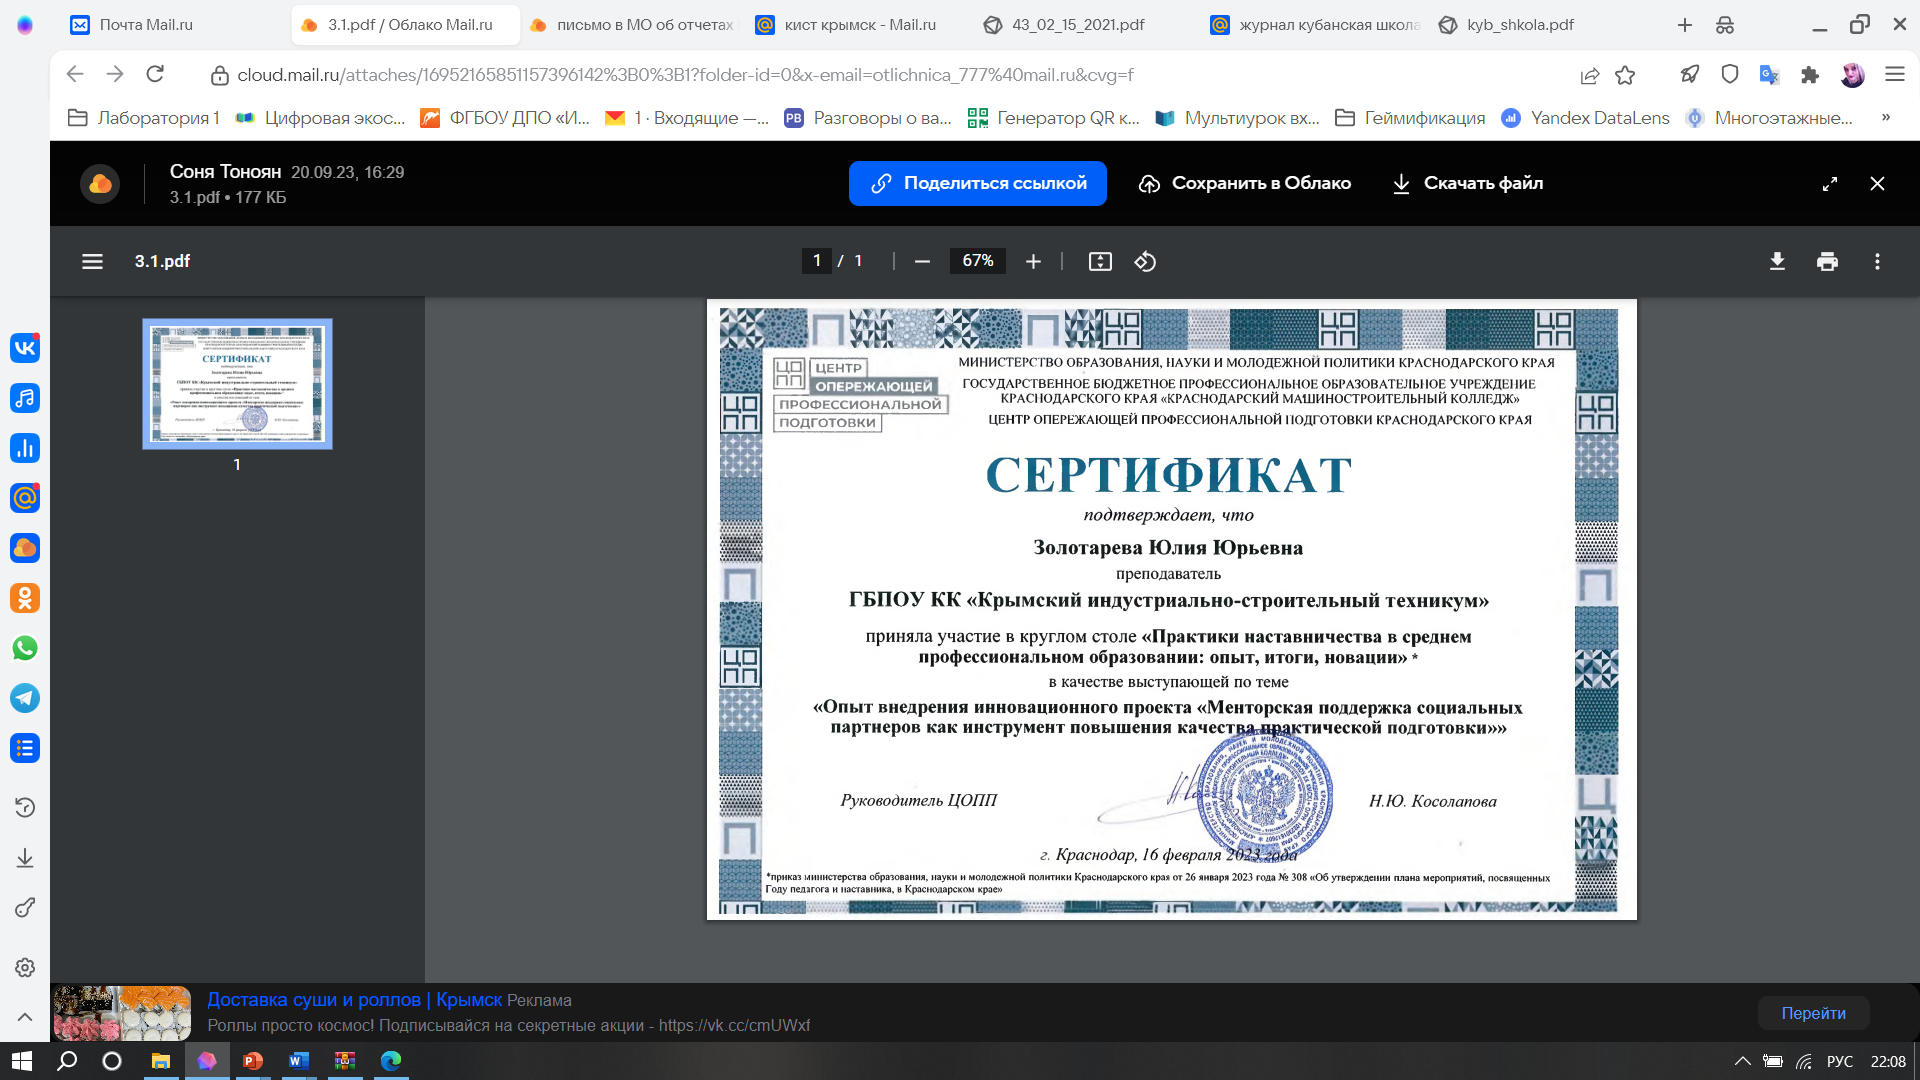 Почта Mail.ru
3.1.pdf / Облако Mail.ru
письмо в МО об отчетах
кист крымск - Mail.ru
43_02_15_2021.pdf
журнал кубанская школа
kyb_shkola.pdf
cloud.mail.ru/attaches/16952165851157396142%3B0%3B1?folder-id=0&x-email=otlichnica_777%40mail.ru&cvg=f
Лаборатория 1
Цифровая экос...
ФГБОУ ДПО «И...
1 · Входящие —...
Разговоры о ва...
Генератор QR к...
Мультиурок вх...
Геймификация
Yandex DataLens
Многоэтажные...
»
Соня Тоноян 20.09.23, 16:29
3.1.pdf • 177 КБ
Поделиться ссылкой
Сохранить в Облако
Скачать файл
3.1.pdf
1 / 1
67%
1
ЦОПП
ЦЕНТР
ОПЕРЕЖАЮЩЕЙ
ПРОФЕССИОНАЛЬНОЙ
ПОДГОТОВКИ
МИНИСТЕРСТВО ОБРАЗОВАНИЯ, НАУКИ И МОЛОДЕЖНОЙ ПОЛИТИКИ КРАСНОДАРСКОГО КРАЯ
ГОСУДАРСТВЕННОЕ БЮДЖЕТНОЕ ПРОФЕССИОНАЛЬНОЕ ОБРАЗОВАТЕЛЬНОЕ УЧРЕЖДЕНИЕ
КРАСНОДАРСКОГО КРАЯ «КРАСНОДАРСКИЙ МАШИНОСТРОИТЕЛЬНЫЙ КОЛЛЕДЖ»
ЦЕНТР ОПЕРЕЖАЮЩЕЙ ПРОФЕССИОНАЛЬНОЙ ПОДГОТОВКИ КРАСНОДАРСКОГО КРАЯ
СЕРТИФИКАТ
подтверждает, что
Золотарева Юлия Юрьевна
преподаватель
ГБПОУ КК «Крымский индустриально-строительный техникум»
приняла участие в круглом столе «Практики наставничества в среднем
профессиональном образовании: опыт, итоги, новации» *
в качестве выступающей по теме
«Опыт внедрения инновационного проекта «Менторская поддержка социальных
партнеров как инструмент повышения качества практической подготовки»»
Руководитель ЦОПП
Н.Ю. Косолапова
г. Краснодар, 16 февраля 2023 года
*приказ министерства образования, науки и молодежной политики Краснодарского края от 26 января 2023 года № 308 «Об утверждении плана мероприятий, посвященных
Году педагога и наставника, в Краснодарском крае»
Доставка суши и роллов | Крымск Реклама
Роллы просто космос! Подписывайся на секретные акции - https://vk.cc/cmUWxf
Перейти
РУС
22:08